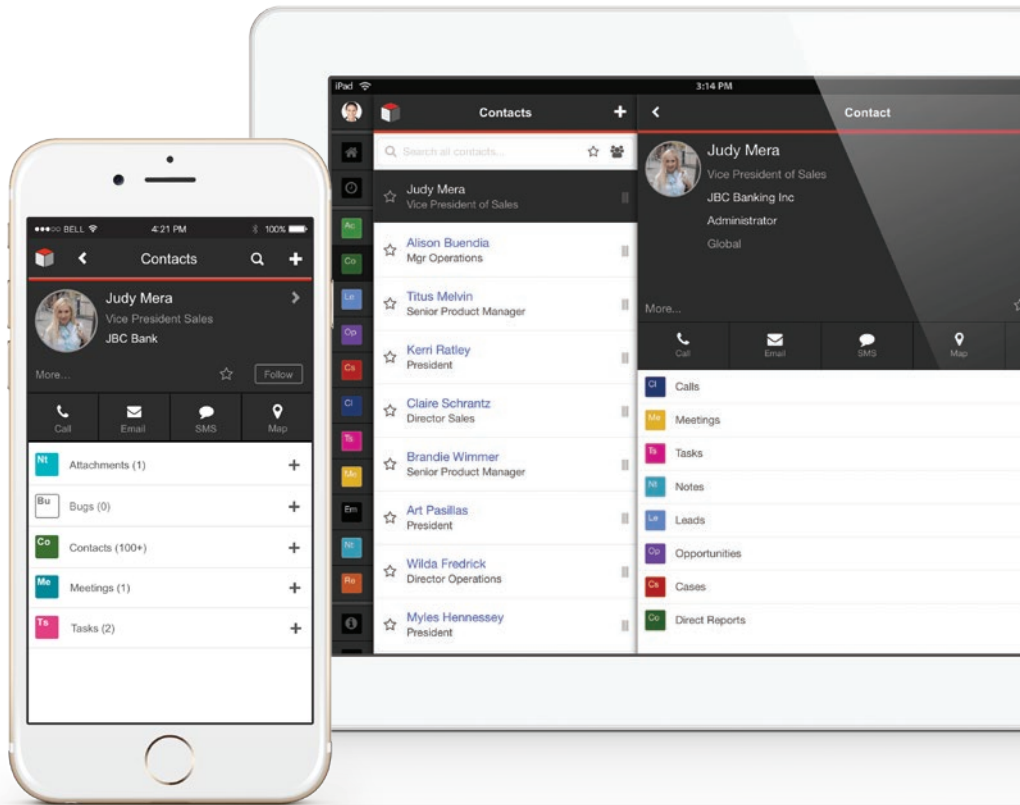 BELL
4:21 PM
100%
Contacts
Judy Mera
Vice President Sales
JBC Bank
More...
Follow
Call
Email
SMS
Map
Nt
Attachments (1)
Bu
Bugs (0)
Co
Contacts (100+)
Me
Meetings (1)
Ts
Tasks (2)
iPad
3:14 PM
Contacts
Search all contacts...
Judy Mera
Vice President of Sales
Alison Buendia
Mgr Operations
Titus Melvin
Senior Product Manager
Kerri Ratley
President
Claire Schrantz
Director Sales
Brandie Wimmer
Senior Product Manager
Art Pasillas
President
Wilda Fredrick
Director Operations
Myles Hennessey
President
Ac
Co
Le
Op
Cs
Cl
Ts
Me
Em
Nt
Re
Contact
Judy Mera
Vice President of Sales
JBC Banking Inc
Administrator
Global
More...
Call
Email
SMS
Map
Cl
Calls
Me
Meetings
Ts
Tasks
Nt
Notes
Le
Leads
Op
Opportunities
Cs
Cases
Co
Direct Reports